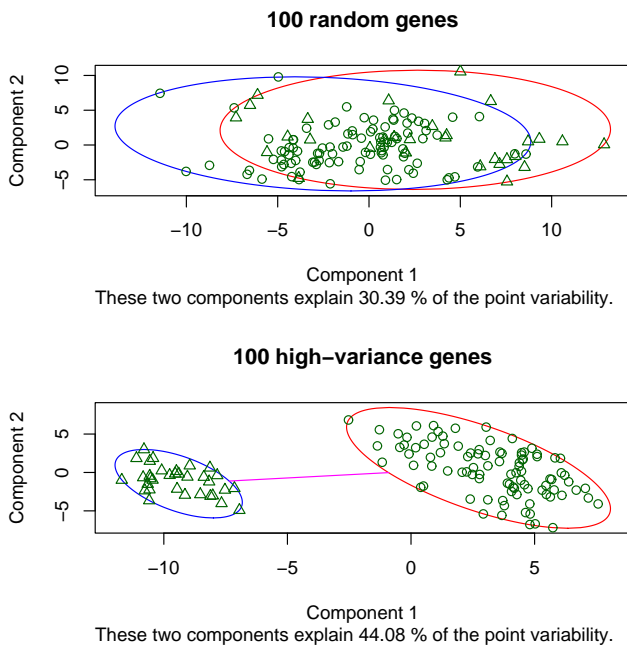 100 random genes
Component 2
10
5
0
−5
−10
−5
0
5
10
Component 1
These two components explain 30.39 % of the point variability.
100 high−variance genes
Component 2
5
0
−5
−10
−5
0
5
Component 1
These two components explain 44.08 % of the point variability.